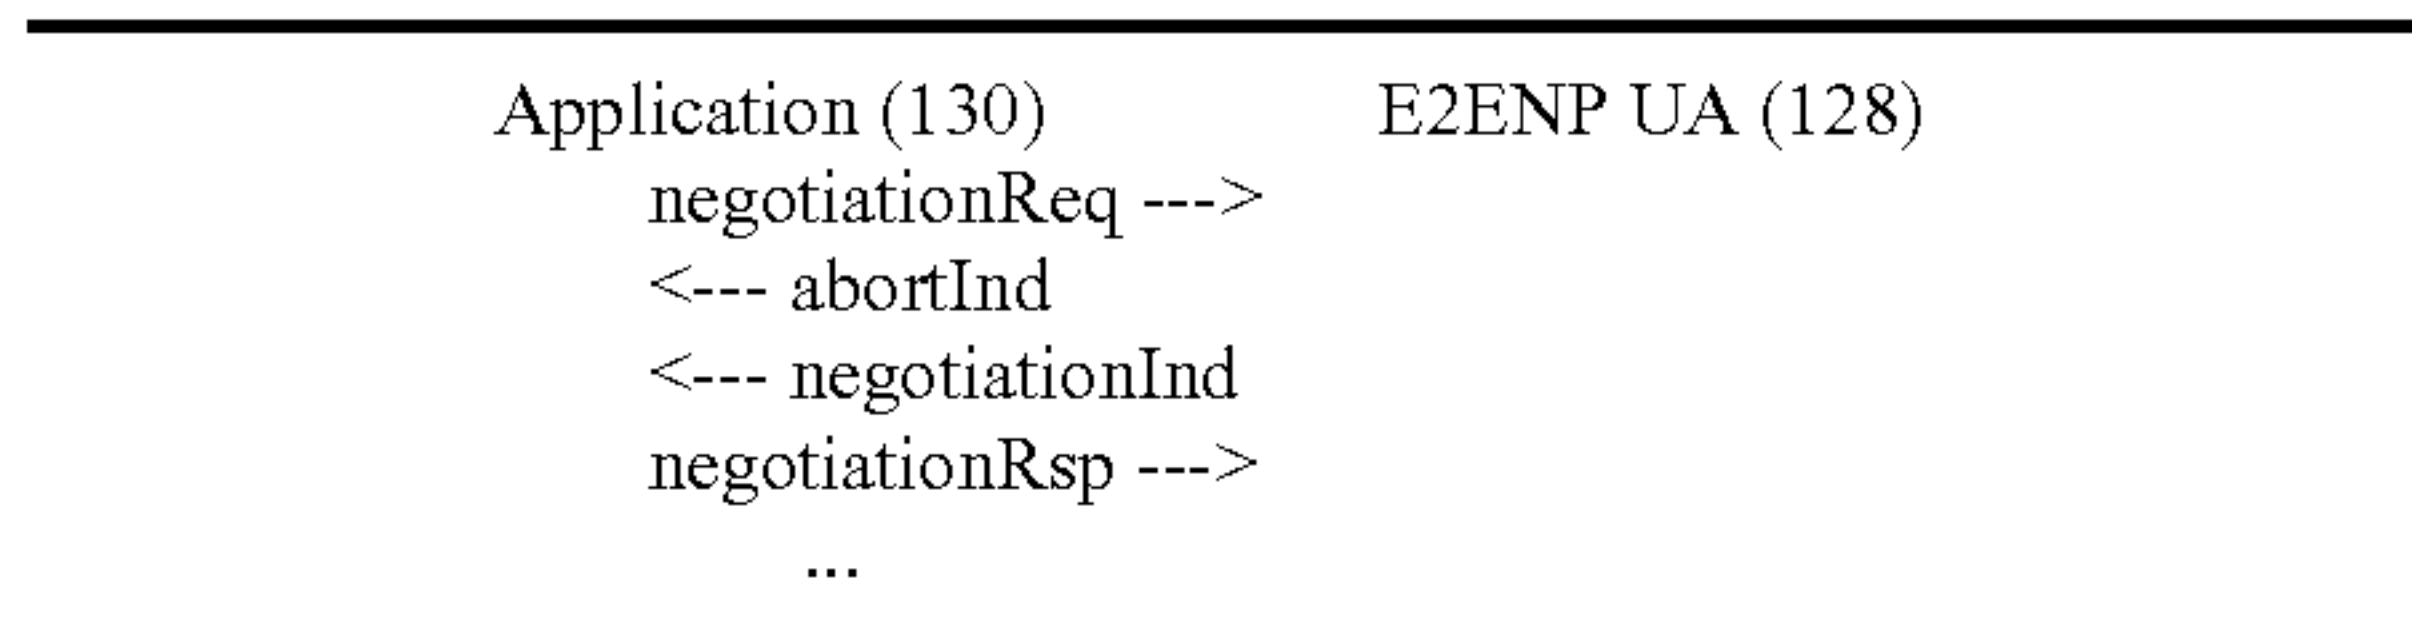 Application (130) E2ENP UA (128)
negotiationReq --->
<--- abortInd
<--- negotiationInd
negotiationRsp --->
...